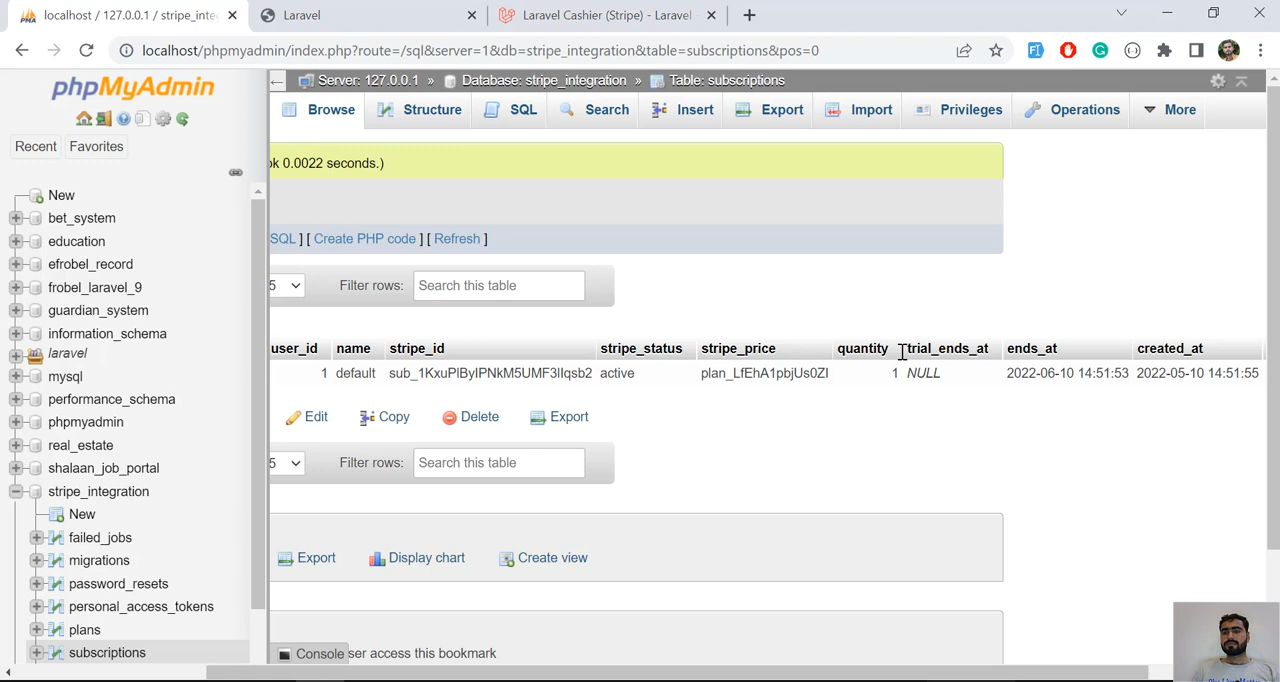 localhost / 127.0.0.1 / stripe_inte
Laravel
Laravel Cashier (Stripe) - Laravel
localhost/phpmyadmin/index.php?route=/sql&server=1&db=stripe_integration&table=subscriptions&pos=0
phpMyAdmin
Recent
Favorites
New
bet_system
education
efrobel_record
frobel_laravel_9
guardian_system
information_schema
laravel
mysql
performance_schema
phpmyadmin
real_estate
shalaan_job_portal
stripe_integration
New
failed_jobs
migrations
password_resets
personal_access_tokens
plans
subscriptions
Server: 127.0.0.1 » Database: stripe_integration » Table: subscriptions
Browse Structure SQL Search Insert Export Import Privileges Operations More
ok 0.0022 seconds.)
SQL ] [ Create PHP code ] [ Refresh ]
5 Filter rows: Search this table
user_id name stripe_id stripe_status stripe_price quantity trial_ends_at ends_at created_at
1 default sub_1KxuPlBylPNkM5UMF3lIqsb2 active plan_LfEhA1pbjUs0ZI 1 NULL 2022-06-10 14:51:53 2022-05-10 14:51:55
Edit Copy Delete Export
5 Filter rows: Search this table
Export Display chart Create view
Console ser access this bookmark